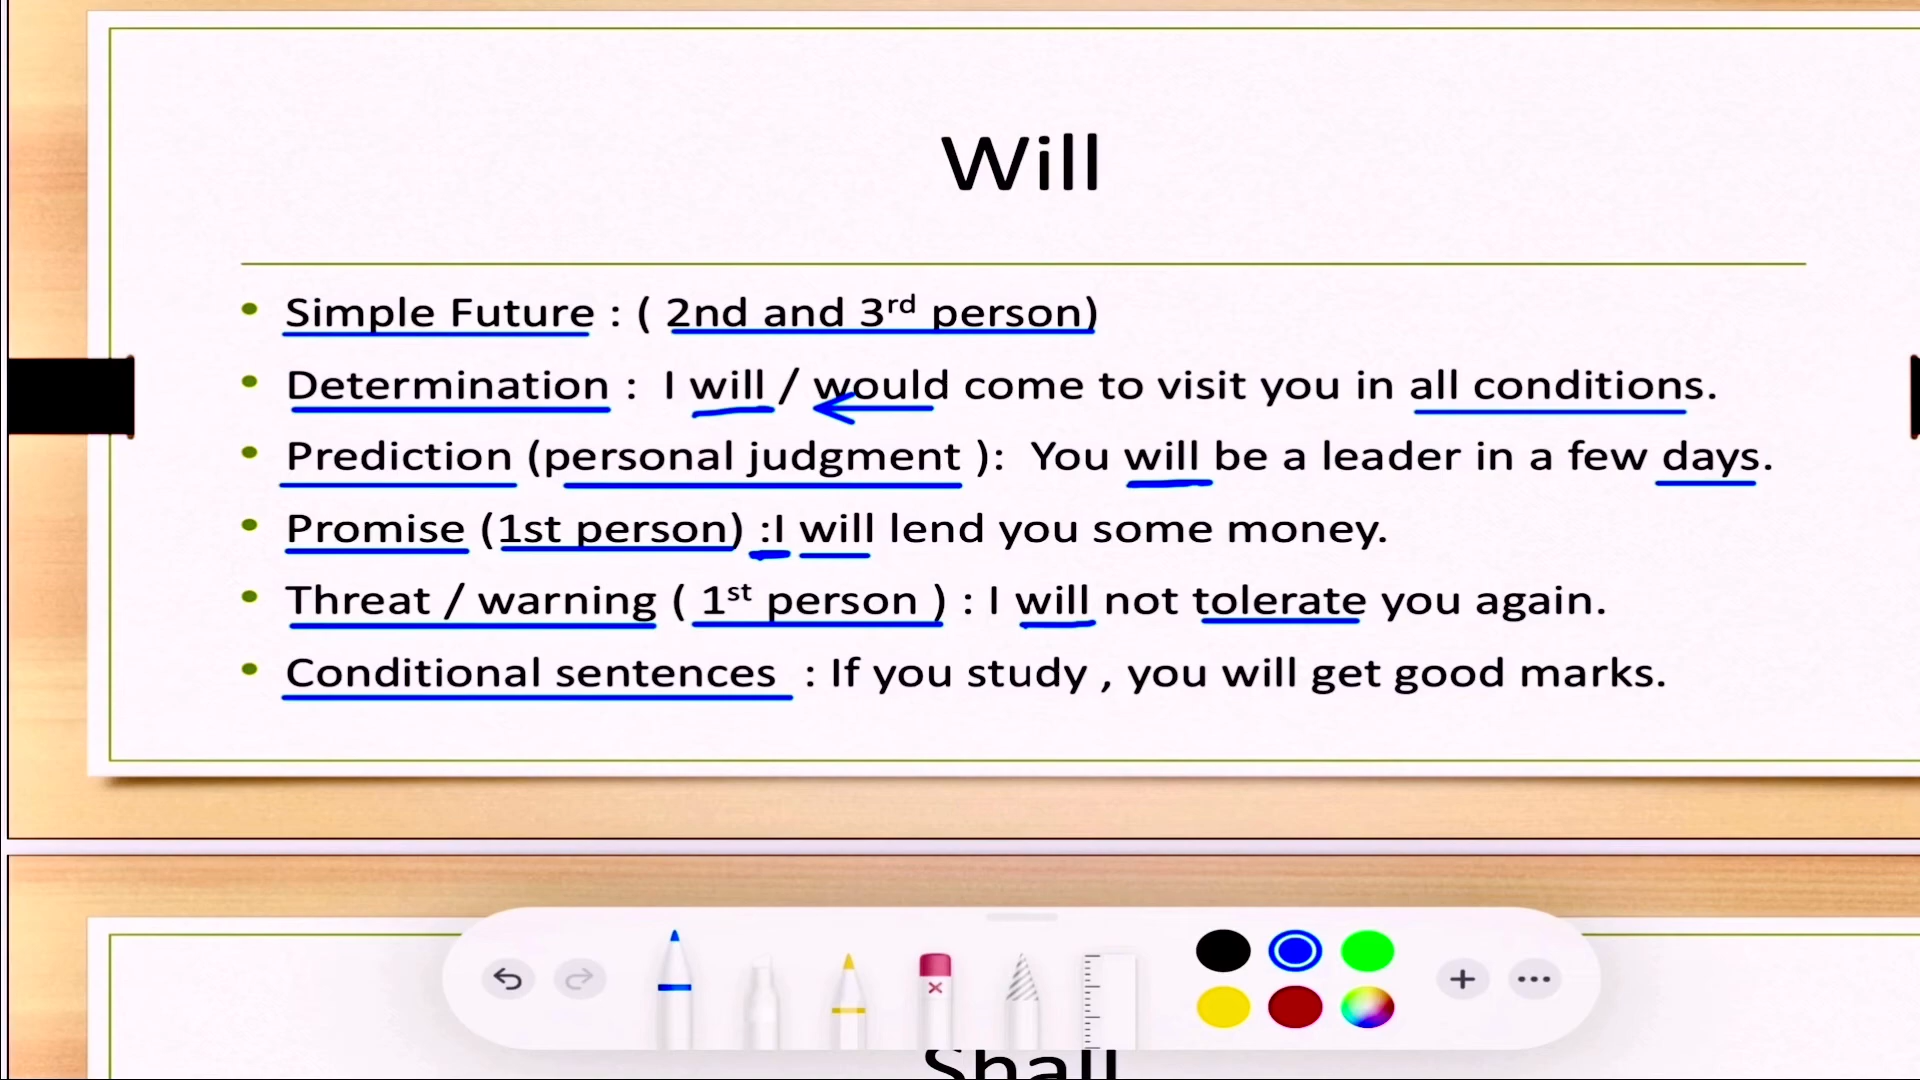 Will
• Simple Future : ( 2nd and 3rd person)
• Determination : I will / would come to visit you in all conditions.
• Prediction (personal judgment ): You will be a leader in a few days.
• Promise (1st person) :I will lend you some money.
• Threat / warning ( 1st person ) : I will not tolerate you again.
• Conditional sentences : If you study , you will get good marks.
Shall